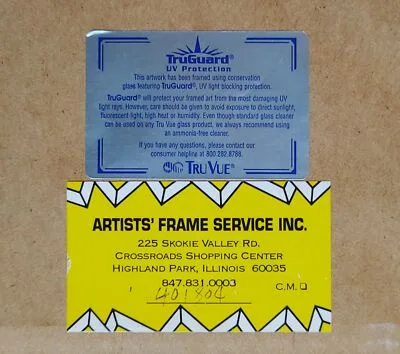 TruGuard®
UV Protection
This artwork has been framed using conservation
glass featuring TruGuard®, UV light blocking protection.
TruGuard® will protect your framed art from the most damaging UV
light rays. However, care should be given to avoid exposure to direct sunlight,
fluorescent light, high heat or humidity. Even though standard glass cleaner
can be used on any Tru Vue glass product, we always recommend using
an ammonia-free cleaner.
If you have any questions, please contact our
consumer helpline at 800.282.8788.
TRU VUE®
ARTISTS' FRAME SERVICE INC.
225 SKOKIE VALLEY RD.
CROSSROADS SHOPPING CENTER
HIGHLAND PARK, ILLINOIS 60035
847.831.0003
C.M.
401804